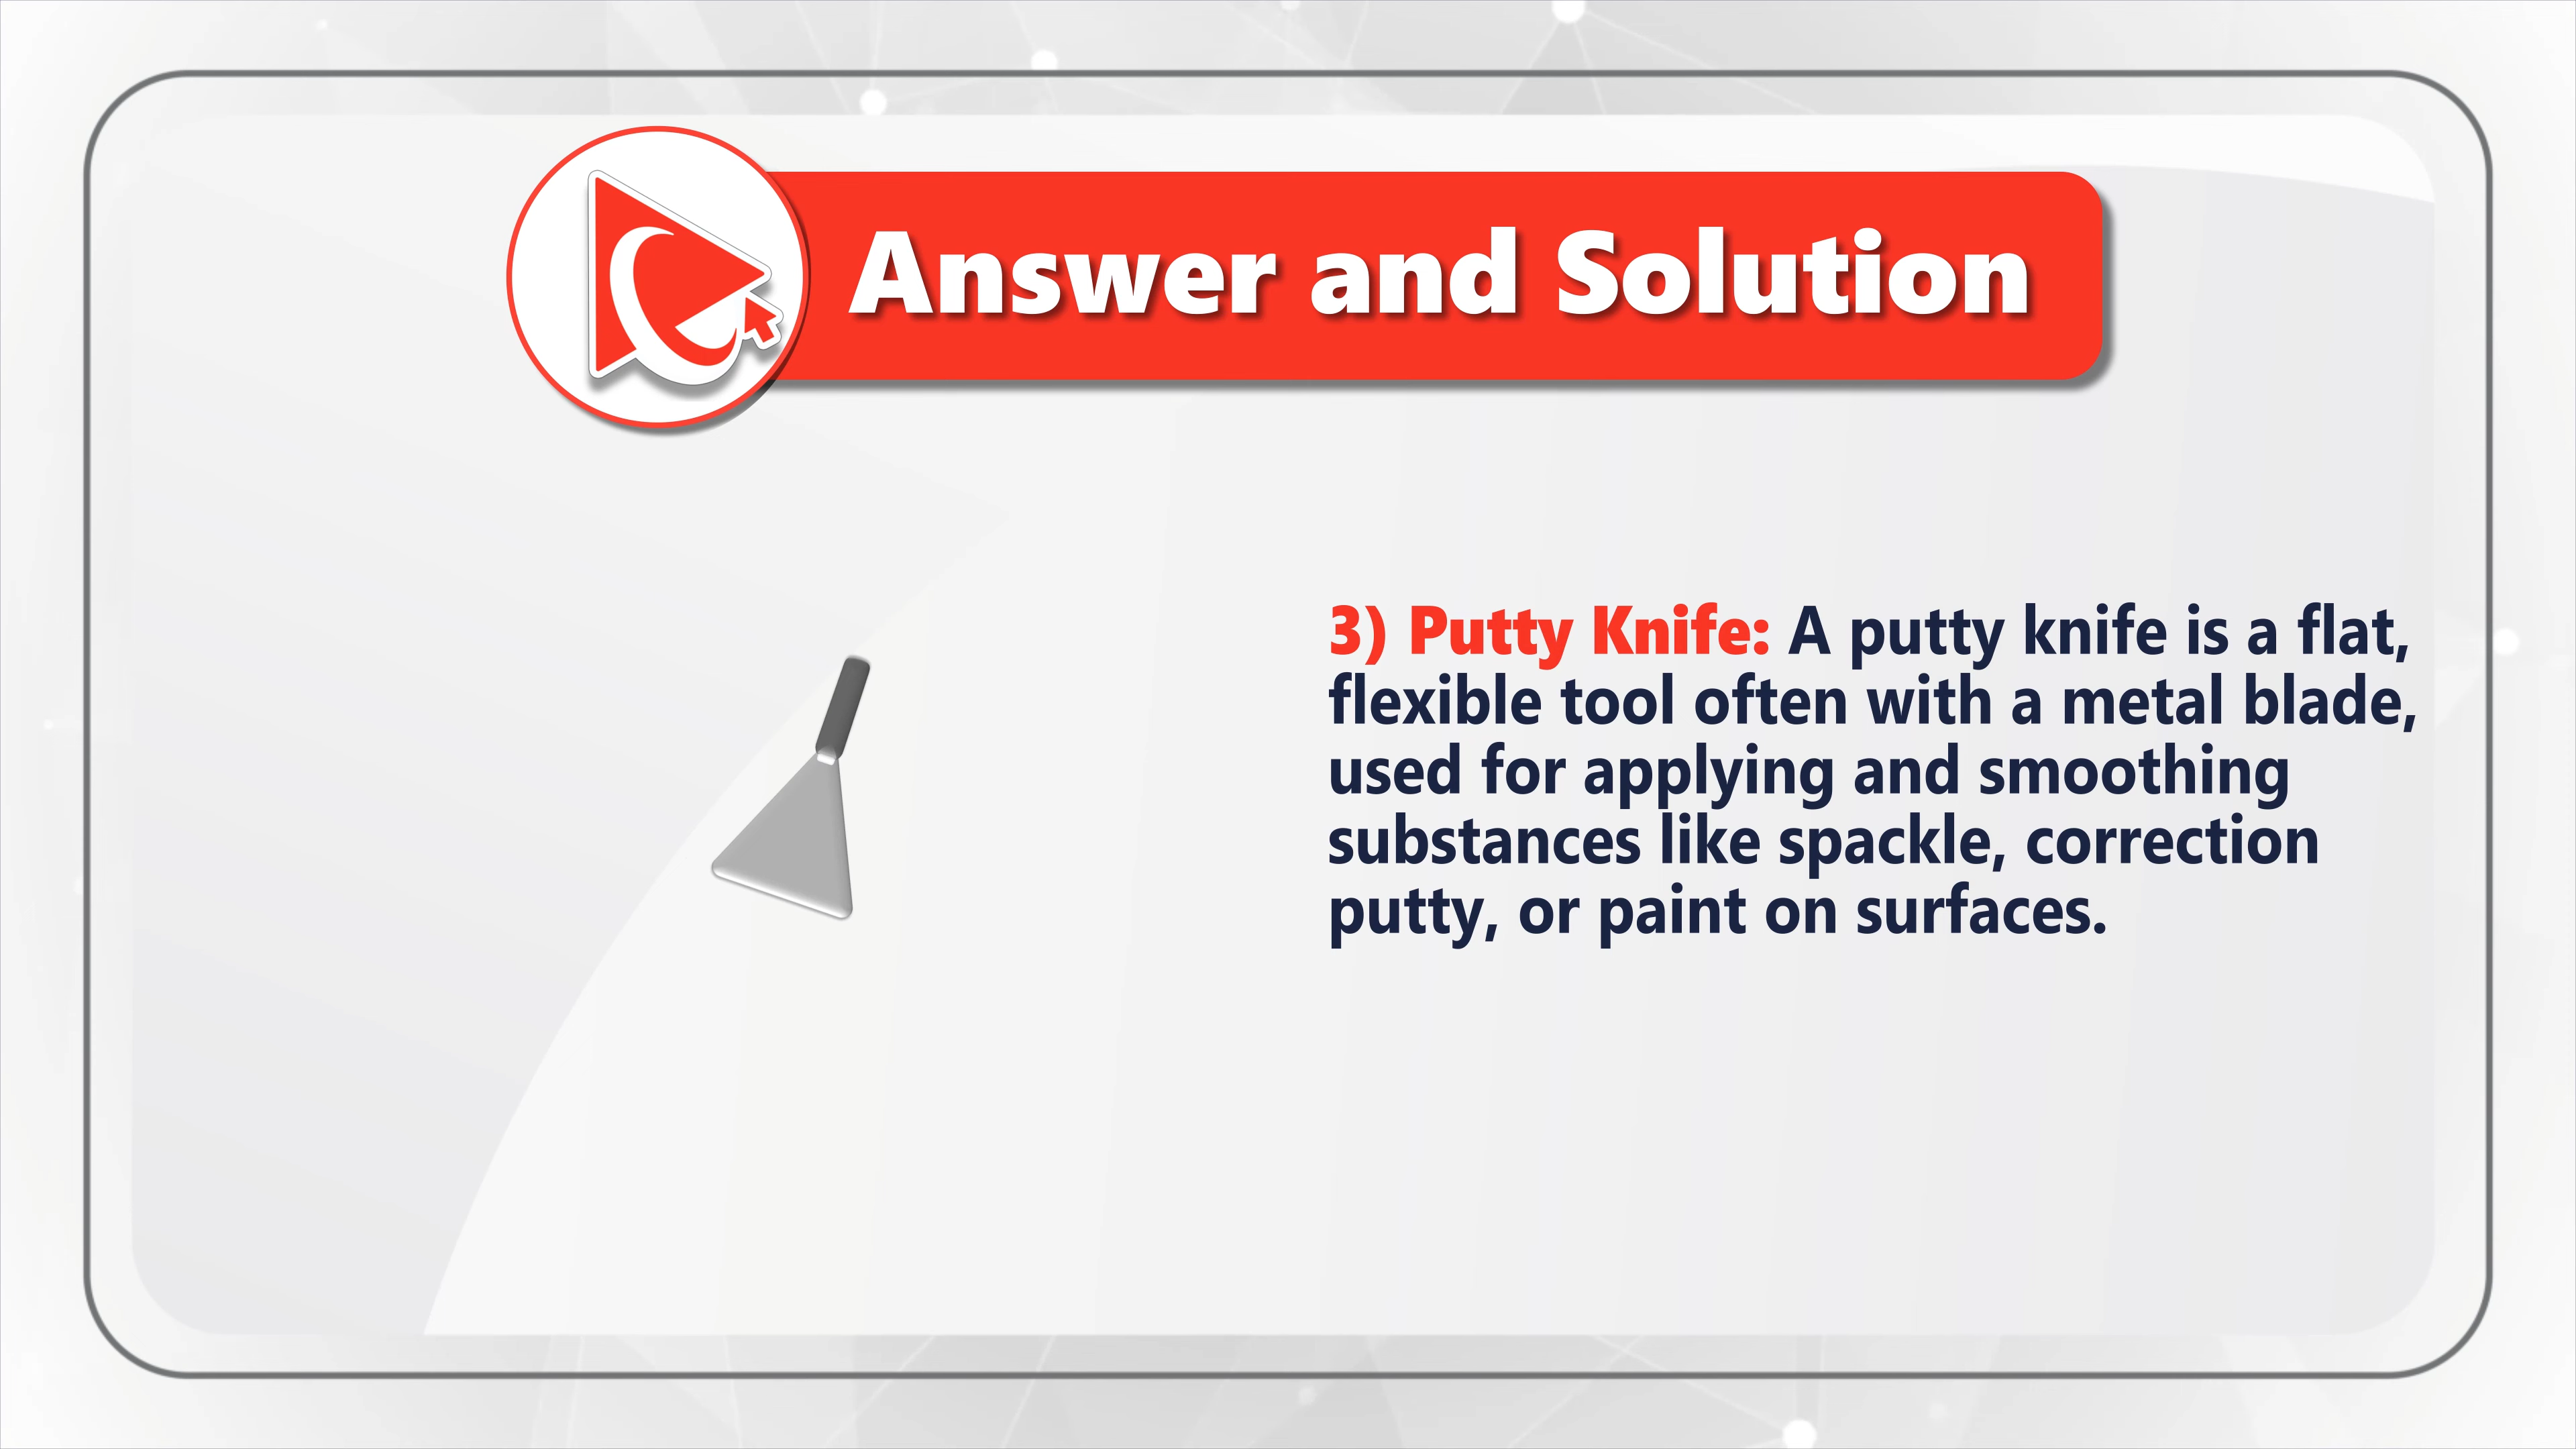 Answer and Solution
3) Putty Knife: A putty knife is a flat,
flexible tool often with a metal blade,
used for applying and smoothing
substances like spackle, correction
putty, or paint on surfaces.